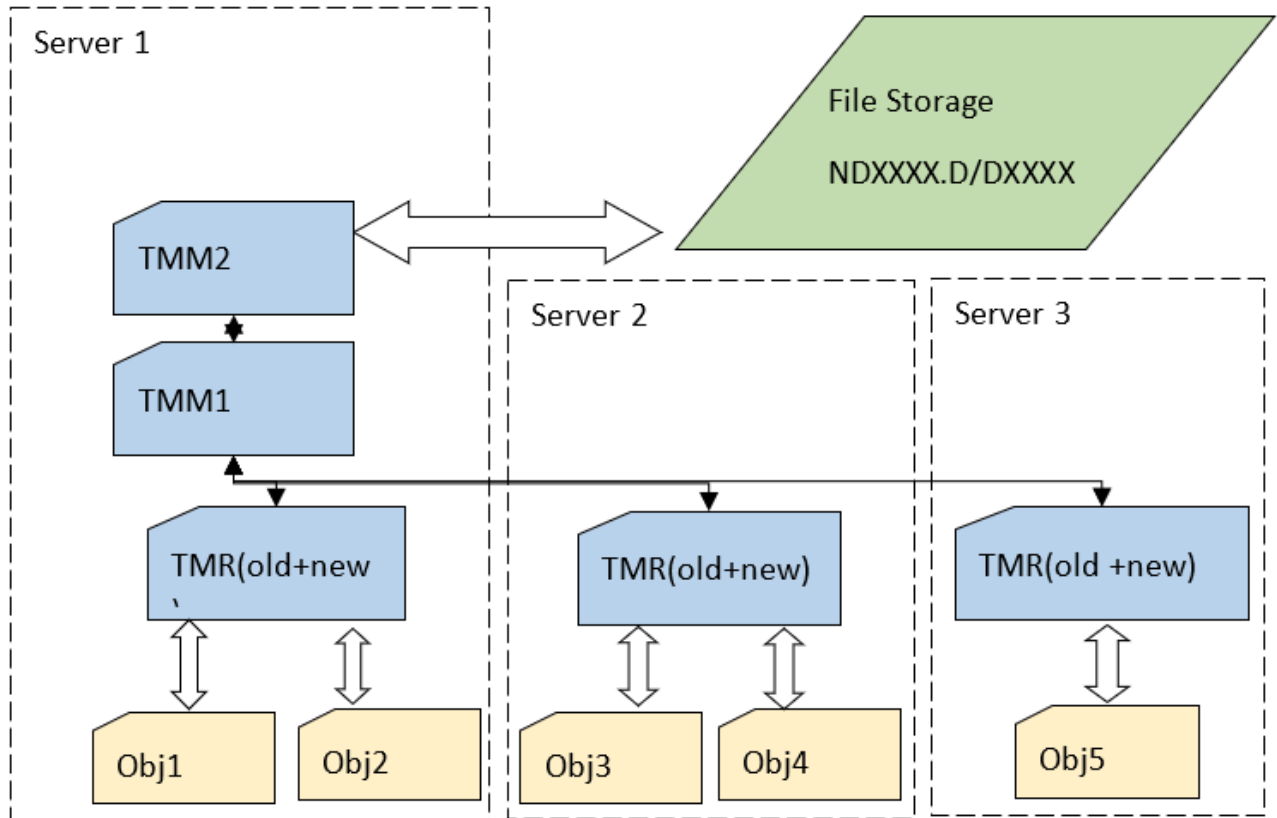 Server 1
File Storage
NDXXXX.D/DXXXX
TMM2
Server 2
Server 3
TMM1
TMR(old+new
TMR(old+new)
TMR(old +new)
Obj1
Obj2
Obj3
Obj4
Obj5